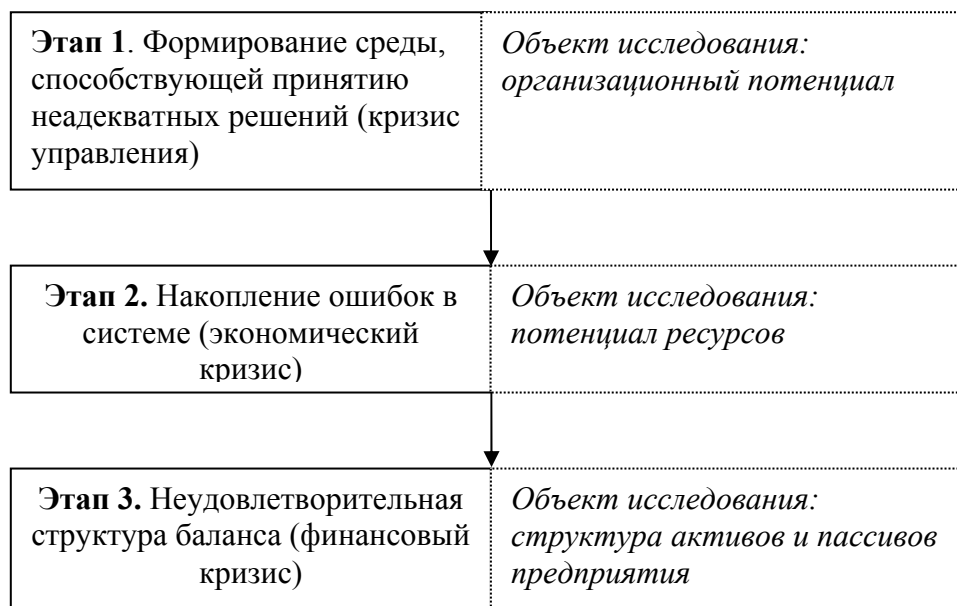 Этап 1. Формирование среды,
способствующей принятию
неадекватных решений (кризис
управления)
Объект исследования:
организационный потенциал
Этап 2. Накопление ошибок в
системе (экономический
кризис)
Объект исследования:
потенциал ресурсов
Этап 3. Неудовлетворительная
структура баланса (финансовый
кризис)
Объект исследования:
структура активов и пассивов
предприятия